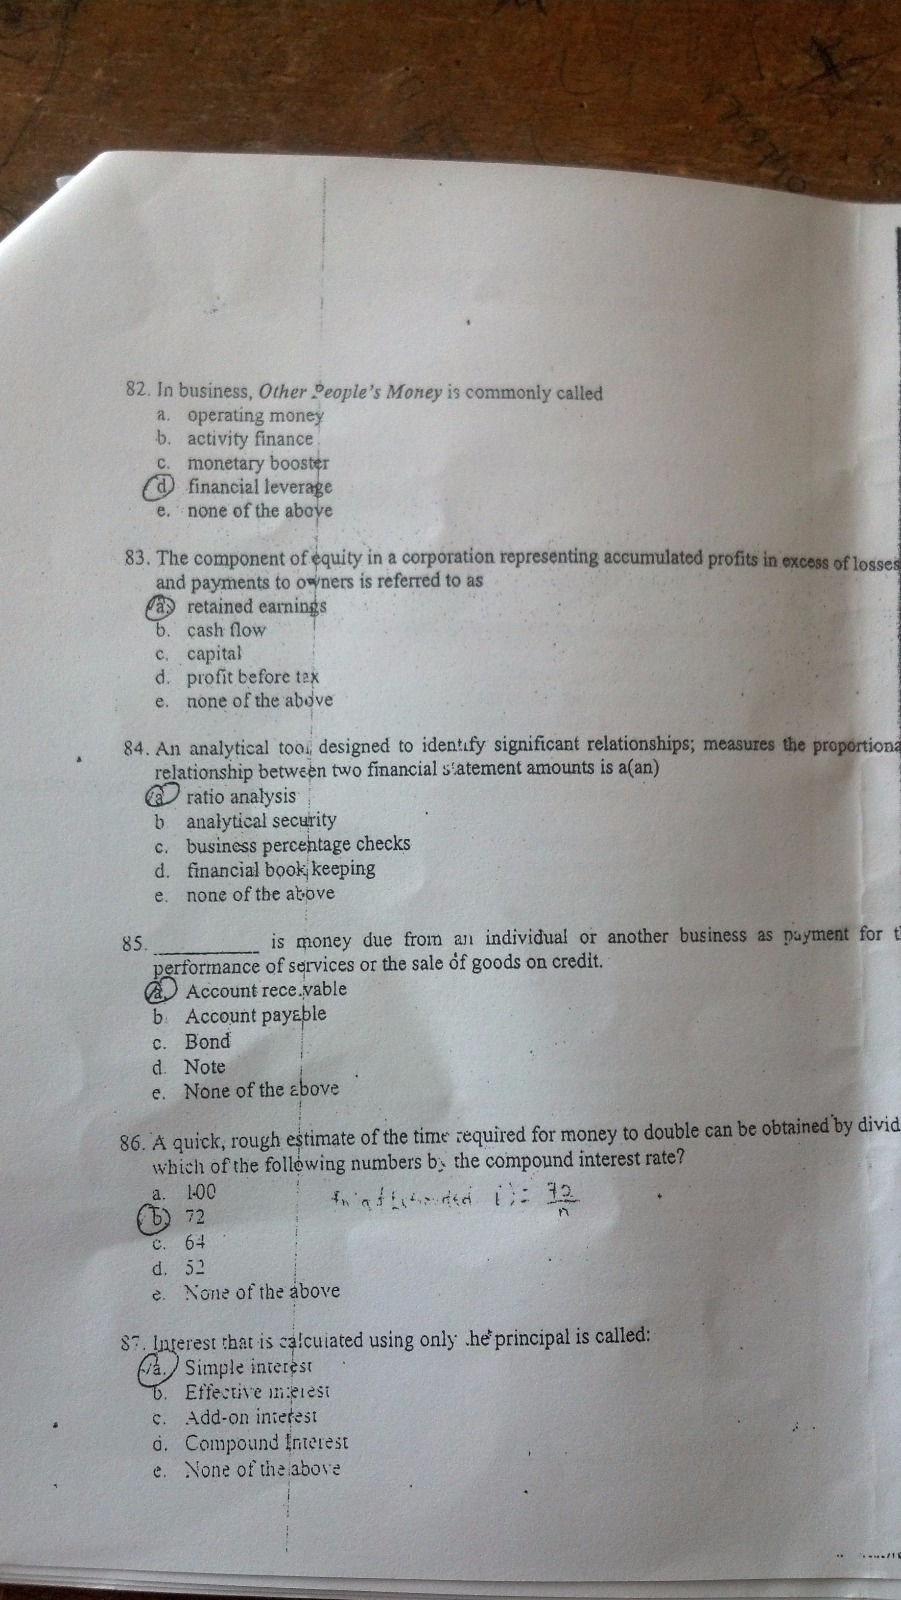 82. In business, Other People's Money is commonly called
a. operating money
b. activity finance
c. monetary booster
d financial leverage
e. none of the above
83. The component of equity in a corporation representing accumulated profits in excess of losses
and payments to owners is referred to as
a. retained earnings
b. cash flow
c. capital
d. profit before tax
e. none of the above
84. An analytical tool, designed to identify significant relationships; measures the proportiona
relationship between two financial statement amounts is a(an)
a ratio analysis
b analytical security
c. business percentage checks
d. financial book keeping
e. none of the above
85. __________ is money due from an individual or another business as payment for t
performance of services or the sale of goods on credit.
a. Account receivable
b. Account payable
c. Bond
d. Note
e. None of the above
86. A quick, rough estimate of the time required for money to double can be obtained by divid
which of the following numbers by the compound interest rate?
a. 100
= 72
n
b. 72
c. 64
d. 52
e. None of the above
87. Interest that is calculated using only the principal is called:
a. Simple interest
b. Effective interest
c. Add-on interest
d. Compound Interest
e. None of the above